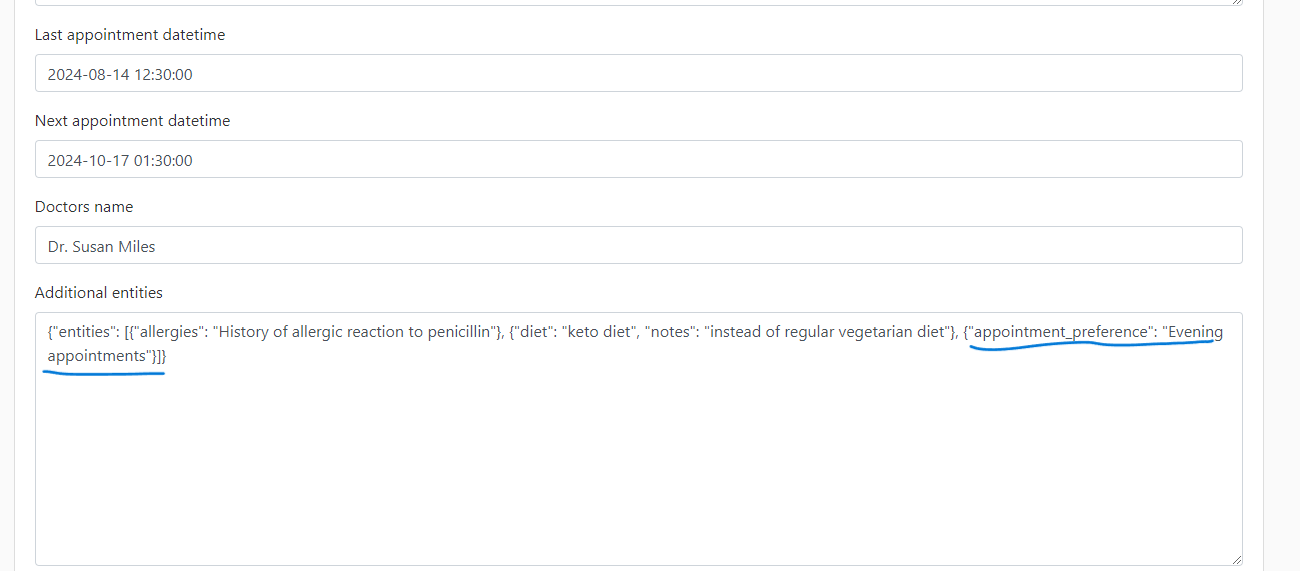 Last appointment datetime
2024-08-14 12:30:00
Next appointment datetime
2024-10-17 01:30:00
Doctors name
Dr. Susan Miles
Additional entities
{"entities": [{"allergies": "History of allergic reaction to penicillin"}, {"diet": "keto diet", "notes": "instead of regular vegetarian diet"}, {"appointment_preference": "Evening
appointments"}]}